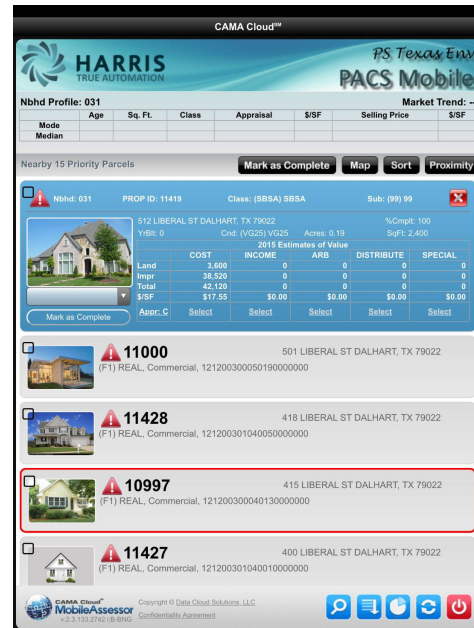 CAMA Cloud℠
HARRIS
TRUE AUTOMATION
PS Texas Env
PACS Mobile
Nbhd Profile: 031 Market Trend: --
Age Sq. Ft. Class Appraisal $/SF Selling Price $/SF
Mode
Median
Nearby 15 Priority Parcels Mark as Complete Map Sort Proximity
Nbhd: 031 PROP ID: 11419 Class: (SBSA) SBSA Sub: (99) 99
512 LIBERAL ST DALHART, TX 79022 %Cmplt: 100
YrBlt: 0 Cnd: (VG25) VG25 Acres: 0.19 SqFt: 2,400
2015 Estimates of Value
COST INCOME ARB DISTRIBUTE SPECIAL
Land 3,600 0 0 0 0
Impr 38,520 0 0 0 0
Total 42,120 0 0 0 0
$/SF $17.55 $0.00 $0.00 $0.00 $0.00
Mark as Complete Appr: C Select Select Select Select
11000 501 LIBERAL ST DALHART, TX 79022
(F1) REAL, Commercial, 121200300050190000000
11428 418 LIBERAL ST DALHART, TX 79022
(F1) REAL, Commercial, 121200301040050000000
10997 415 LIBERAL ST DALHART, TX 79022
(F1) REAL, Commercial, 121200300040130000000
11427 400 LIBERAL ST DALHART, TX 79022
(F1) REAL, Commercial, 121200301040010000000
CAMA Cloud℠
MobileAssessor
v:2.3.133.2742 i:B-BNG
Copyright © Data Cloud Solutions, LLC
Confidentiality Agreement